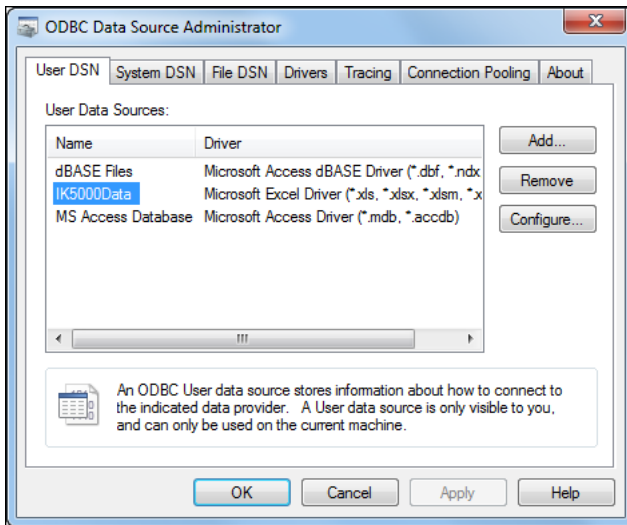 ODBC Data Source Administrator
User DSN System DSN File DSN Drivers Tracing Connection Pooling About
User Data Sources:
Name Driver Add...
dBASE Files Microsoft Access dBASE Driver (*.dbf, *.ndx
Remove
IK5000Data Microsoft Excel Driver (*.xls, *.xlsx, *.xlsm, *.x
MS Access Database Microsoft Access Driver (*.mdb, *.accdb) Configure...
An ODBC User data source stores information about how to connect to
the indicated data provider. A User data source is only visible to you,
and can only be used on the current machine.
OK Cancel Apply Help